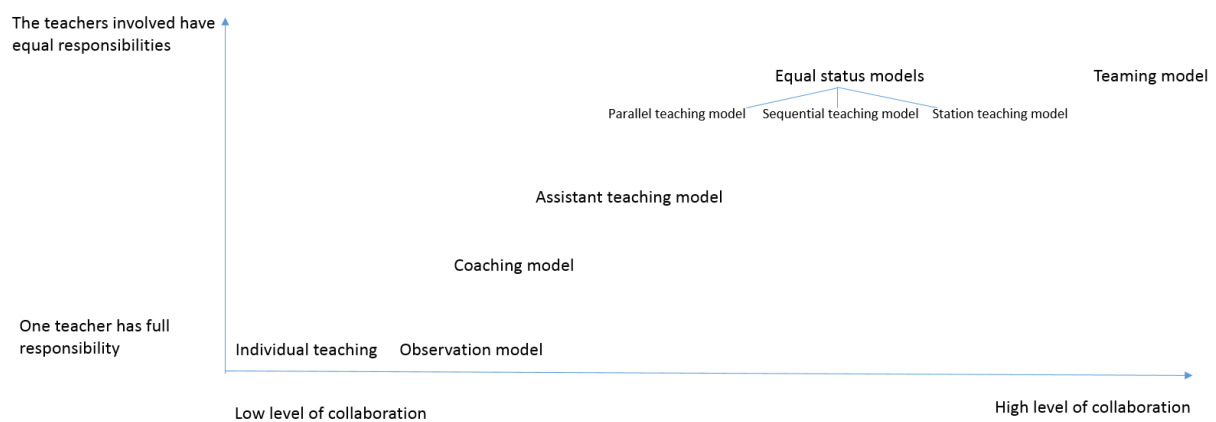 The teachers involved have
equal responsibilities
Equal status models
Teaming model
Parallel teaching model
Sequential teaching model
Station teaching model
Assistant teaching model
Coaching model
One teacher has full
responsibility
Individual teaching
Observation model
Low level of collaboration
High level of collaboration